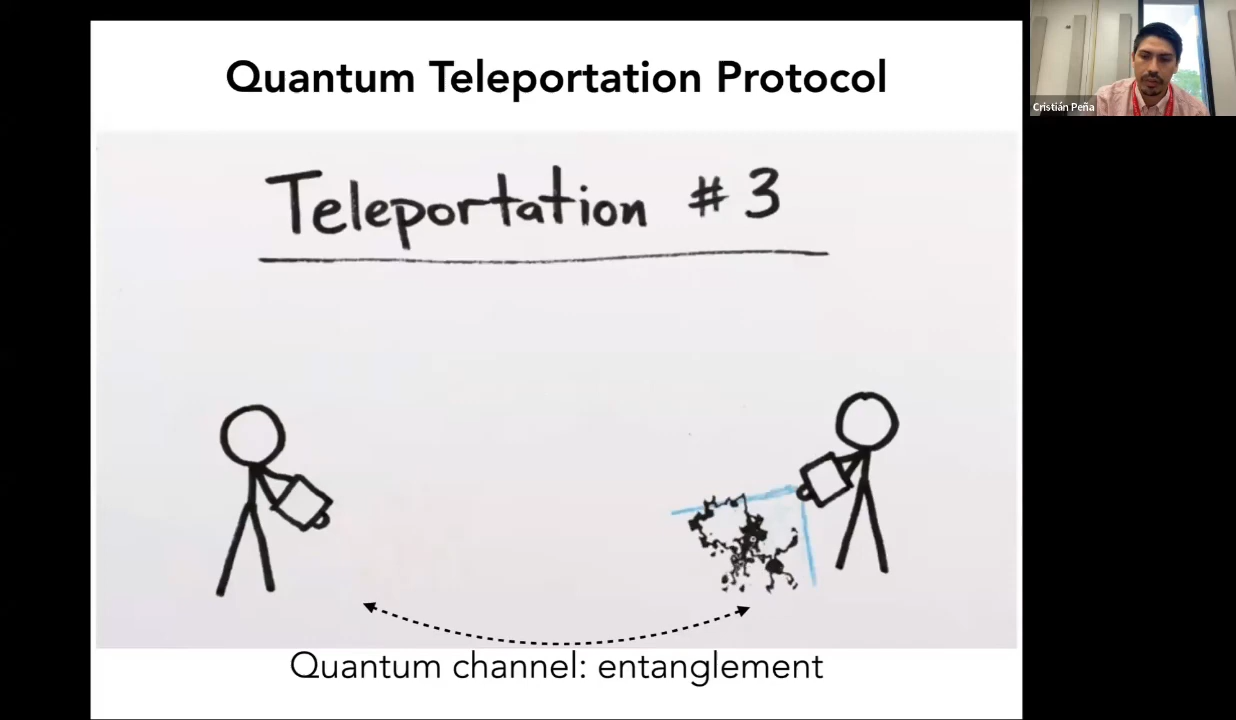 Quantum Teleportation Protocol
Teleportation #3
Quantum channel: entanglement
Cristián Peña